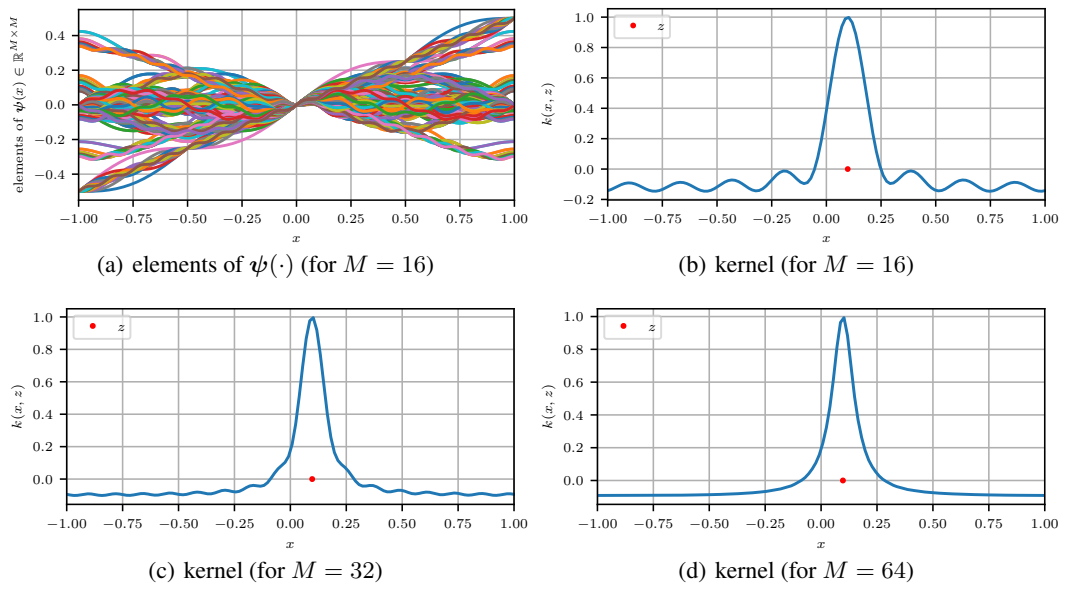 elements of ψ(x) ∈ ℝ^{M×M}
0.4
0.2
0.0
−0.2
−0.4
−1.00 −0.75 −0.50 −0.25 0.00 0.25 0.50 0.75 1.00
x
(a) elements of ψ(·) (for M = 16)
z
k(x, z)
1.0
0.8
0.6
0.4
0.2
0.0
−0.2
−1.00 −0.75 −0.50 −0.25 0.00 0.25 0.50 0.75 1.00
x
(b) kernel (for M = 16)
z
k(x, z)
1.0
0.8
0.6
0.4
0.2
0.0
−1.00 −0.75 −0.50 −0.25 0.00 0.25 0.50 0.75 1.00
x
(c) kernel (for M = 32)
z
k(x, z)
1.0
0.8
0.6
0.4
0.2
0.0
−1.00 −0.75 −0.50 −0.25 0.00 0.25 0.50 0.75 1.00
x
(d) kernel (for M = 64)